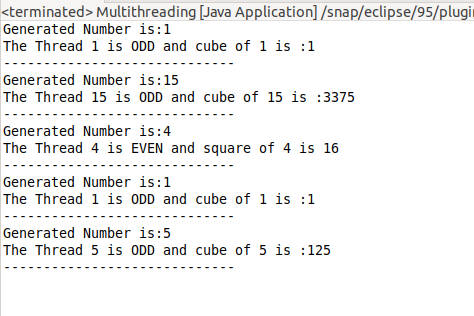 <terminated> Multithreading [Java Application] /snap/eclipse/95/plugin
Generated Number is:1
The Thread 1 is ODD and cube of 1 is :1
---------------------------
Generated Number is:15
The Thread 15 is ODD and cube of 15 is :3375
---------------------------
Generated Number is:4
The Thread 4 is EVEN and square of 4 is 16
---------------------------
Generated Number is:1
The Thread 1 is ODD and cube of 1 is :1
---------------------------
Generated Number is:5
The Thread 5 is ODD and cube of 5 is :125
---------------------------